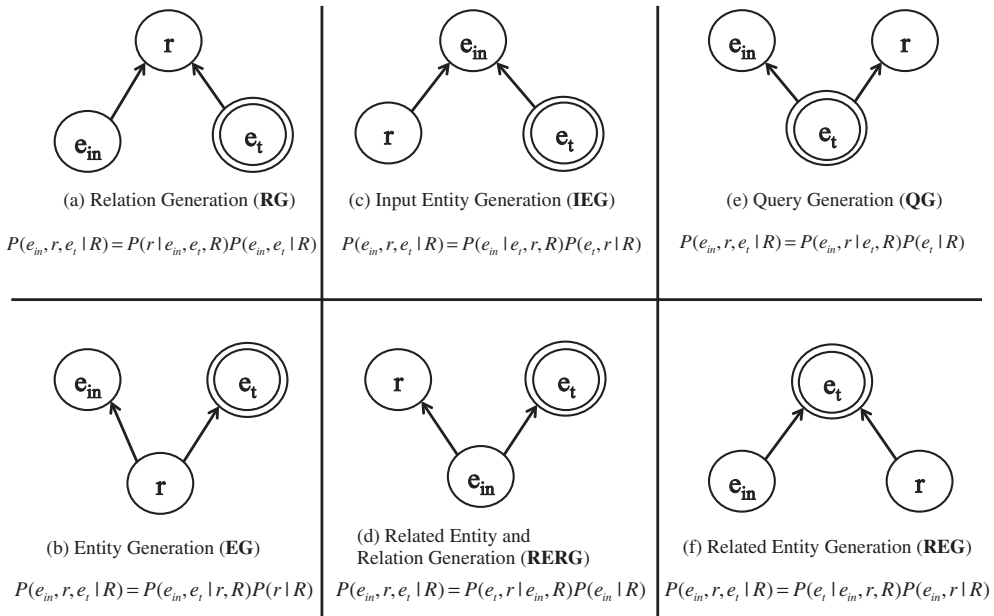 r
e_in
e_t
(a) Relation Generation (RG)
P(e_in, r, e_t | R) = P(r | e_in, e_t, R)P(e_in, e_t | R)
e_in
r
e_t
(c) Input Entity Generation (IEG)
P(e_in, r, e_t | R) = P(e_in | e_t, r, R)P(e_t, r | R)
e_in
r
e_t
(e) Query Generation (QG)
P(e_in, r, e_t | R) = P(e_in, r | e_t, R)P(e_t | R)
e_in
e_t
r
(b) Entity Generation (EG)
P(e_in, r, e_t | R) = P(e_in, e_t | r, R)P(r | R)
r
e_t
e_in
(d) Related Entity and
Relation Generation (RERG)
P(e_in, r, e_t | R) = P(e_t, r | e_in, R)P(e_in | R)
e_t
e_in
r
(f) Related Entity Generation (REG)
P(e_in, r, e_t | R) = P(e_t | e_in, r, R)P(e_in, r | R)